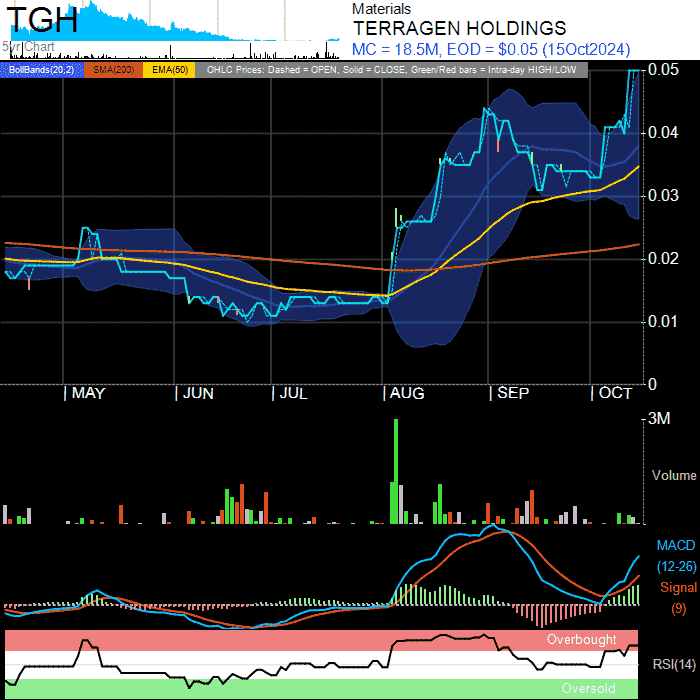 TGH
5yr Chart
Materials
TERRAGEN HOLDINGS
MC = 18.5M, EOD = $0.05 (15Oct2024)
BollBands(20,2) SMA(200) EMA(50) OHLC Prices: Dashed = OPEN, Solid = CLOSE, Green/Red bars = Intra-day HIGH/LOW
0.05
0.04
0.03
0.02
0.01
0
| MAY | JUN | JUL | AUG | SEP | OCT
3M
Volume
MACD
(12-26)
Signal
(9)
Overbought
RSI(14)
Oversold